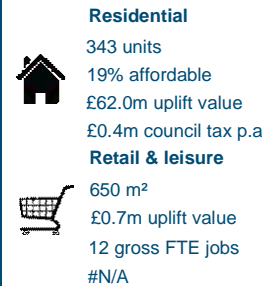 Residential
343 units
19% affordable
£62.0m uplift value
£0.4m council tax p.a
Retail & leisure
650 m²
£0.7m uplift value
12 gross FTE jobs
#N/A